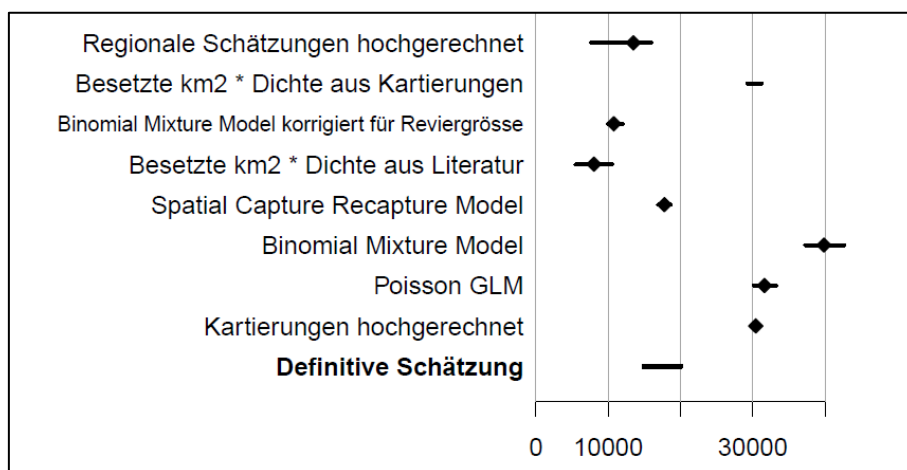 Regionale Schätzungen hochgerechnet
Besetzte km2 * Dichte aus Kartierungen
Binomial Mixture Model korrigiert für Reviergrösse
Besetzte km2 * Dichte aus Literatur
Spatial Capture Recapture Model
Binomial Mixture Model
Poisson GLM
Kartierungen hochgerechnet
Definitive Schätzung
0 10000 30000